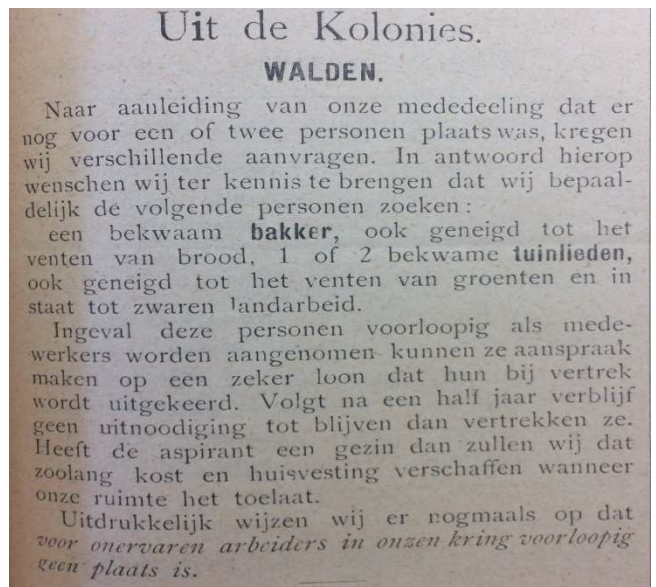 Uit de Kolonies.
WALDEN.
Naar aanleiding van onze mededeeling dat er
nog voor een of twee personen plaats was, kregen
wij verschillende aanvragen. In antwoord hierop
wenschen wij ter kennis te brengen dat wij bepaal-
delijk de volgende personen zoeken:
een bekwaam bakker, ook geneigd tot het
venten van brood, 1 of 2 bekwame tuinlieden,
ook geneigd tot het venten van groenten en in
staat tot zwaren landarbeid.
Ingeval deze personen voorloopig als mede-
werkers worden aangenomen kunnen ze aanspraak
maken op een zeker loon dat hun bij vertrek
wordt uitgekeerd. Volgt na een half jaar verblijf
geen uitnoodiging tot blijven dan vertrekken ze.
Heeft de aspirant een gezin dan zullen wij dat
zoolang kost en huisvesting verschaffen wanneer
onze ruimte het toelaat.
Uitdrukkelijk wijzen wij er nogmaals op dat
voor onervaren arbeiders in onzen kring voorloopig
geen plaats is.